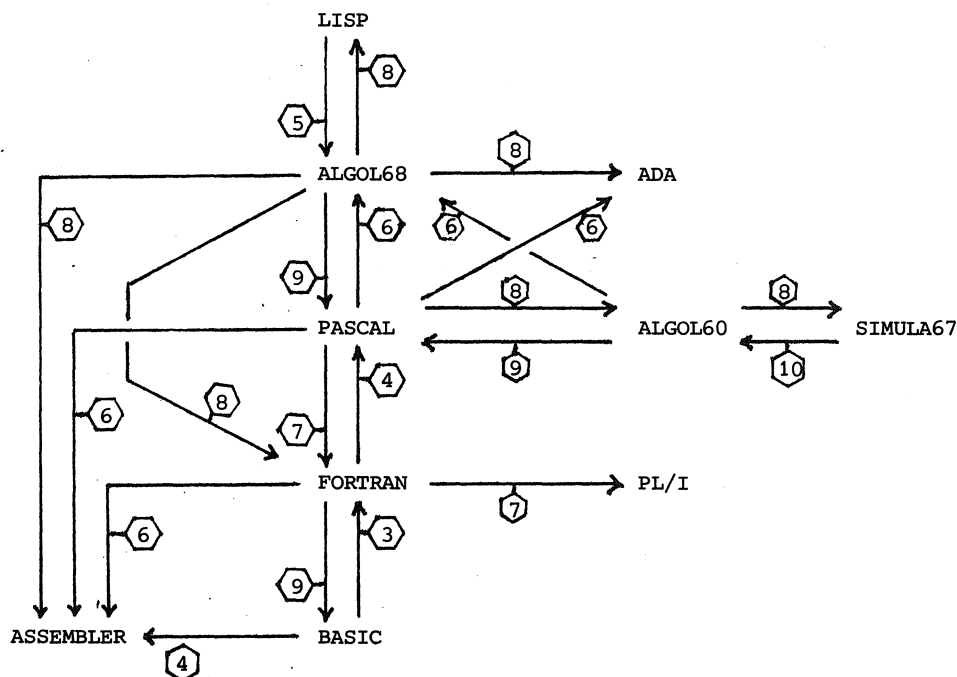 LISP
8
5
ALGOL68
8
ADA
8
6
6
6
9
8
8
PASCAL
ALGOL60
SIMULA67
9
10
4
8
6
7
FORTRAN
PL/I
7
6
3
9
ASSEMBLER
BASIC
4